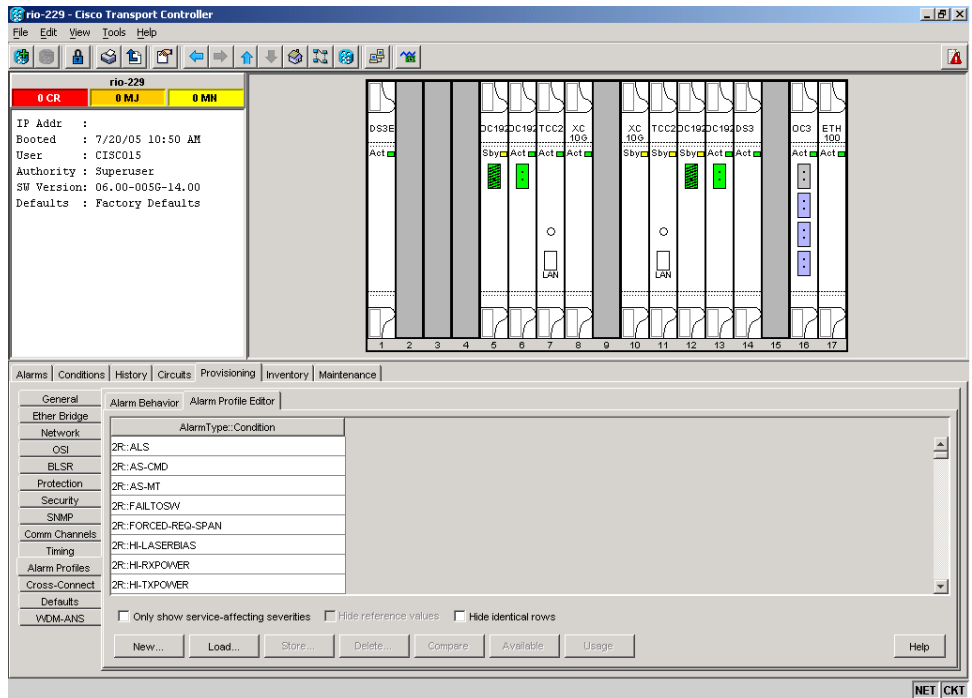 rio-229 - Cisco Transport Controller
File Edit View Tools Help
rio-229
0 CR 0 MJ 0 MN
IP Addr :
Booted : 7/20/05 10:50 AM
User : CISCO15
Authority : Superuser
SW Version: 06.00-005G-14.00
Defaults : Factory Defaults
DS3E OC192 OC192 TCC2 XC 10G XC 10G TCC2 OC192 OC192 DS3 OC3 ETH 100
Act Sby Act Act Act Sby Sby Sby Act Act Act Act
LAN LAN
1 2 3 4 5 6 7 8 9 10 11 12 13 14 15 16 17
Alarms Conditions History Circuits Provisioning Inventory Maintenance
General
Ether Bridge
Network
OSI
BLSR
Protection
Security
SNMP
Comm Channels
Timing
Alarm Profiles
Cross-Connect
Defaults
WDM-ANS
Alarm Behavior Alarm Profile Editor
AlarmType::Condition
2R::ALS
2R::AS-CMD
2R::AS-MT
2R::FAILTOSW
2R::FORCED-REQ-SPAN
2R::HI-LASERBIAS
2R::HI-RXPOWER
2R::HI-TXPOWER
Only show service-affecting severities Hide reference values Hide identical rows
New... Load... Store... Delete... Compare Available Usage Help
NET CKT